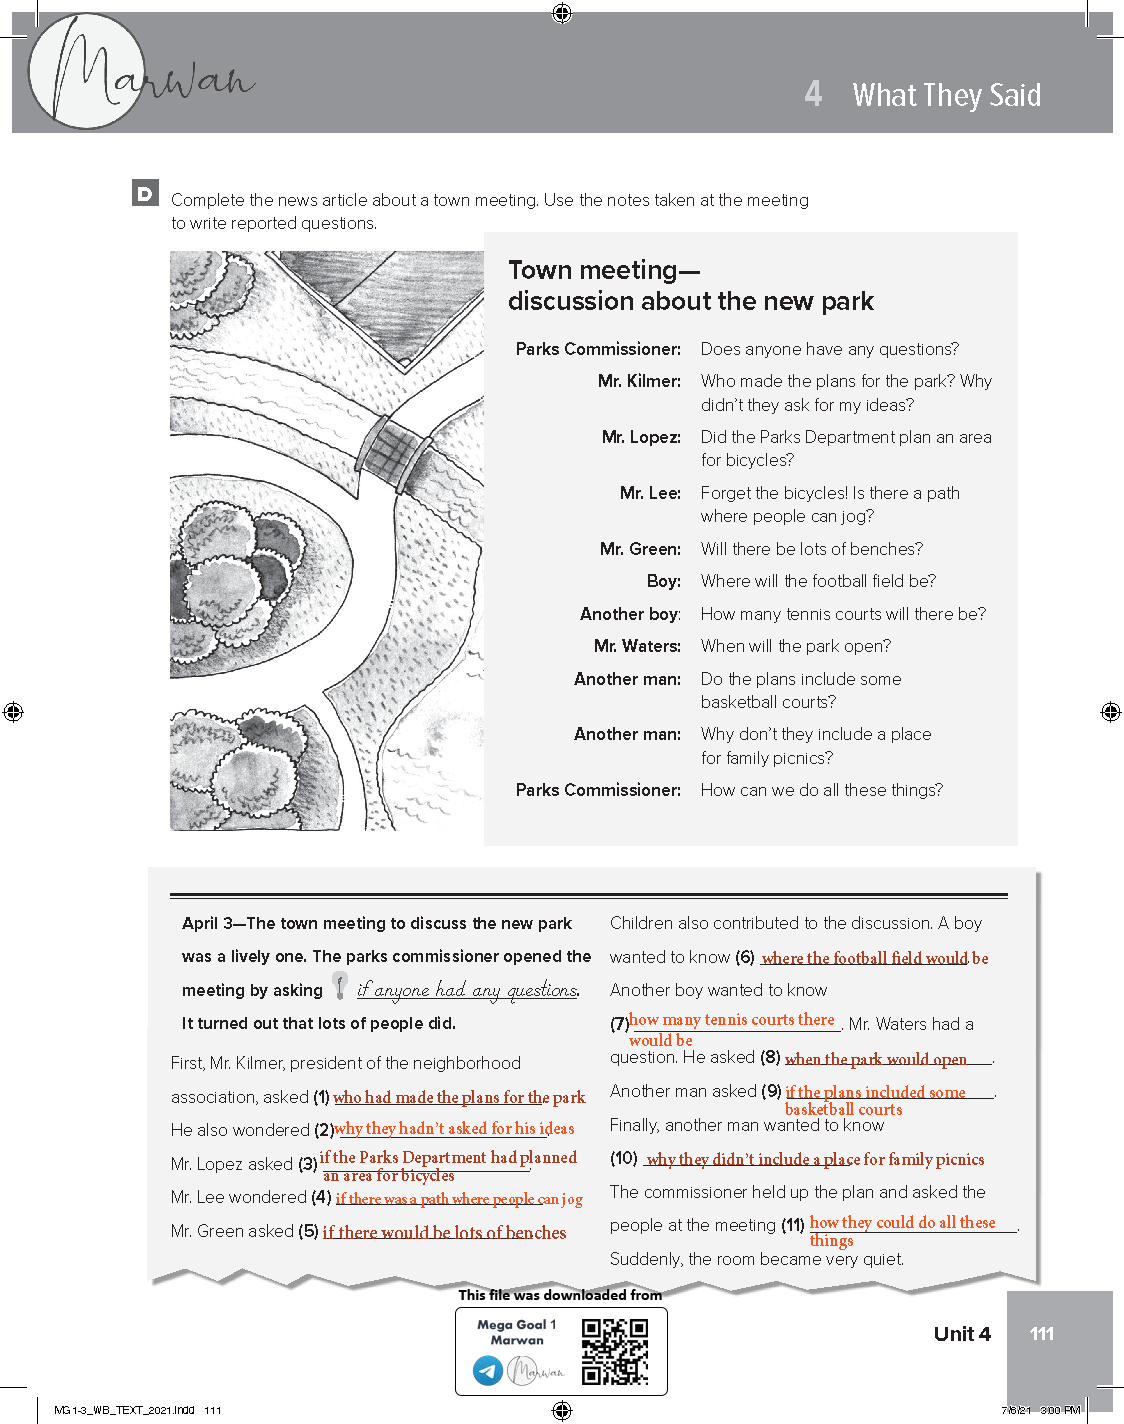 Marwan
4 What They Said
D Complete the news article about a town meeting. Use the notes taken at the meeting
to write reported questions.
Town meeting—
discussion about the new park
Parks Commissioner: Does anyone have any questions?
Mr. Kilmer: Who made the plans for the park? Why
didn't they ask for my ideas?
Mr. Lopez: Did the Parks Department plan an area
for bicycles?
Mr. Lee: Forget the bicycles! Is there a path
where people can jog?
Mr. Green: Will there be lots of benches?
Boy: Where will the football field be?
Another boy: How many tennis courts will there be?
Mr. Waters: When will the park open?
Another man: Do the plans include some
basketball courts?
Another man: Why don't they include a place
for family picnics?
Parks Commissioner: How can we do all these things?
April 3—The town meeting to discuss the new park
was a lively one. The parks commissioner opened the
meeting by asking if anyone had any questions.
It turned out that lots of people did.
First, Mr. Kilmer, president of the neighborhood
association, asked (1) who had made the plans for the park
He also wondered (2) why they hadn't asked for his ideas.
Mr. Lopez asked (3) if the Parks Department had planned
an area for bicycles.
Mr. Lee wondered (4) if there was a path where people can jog
Mr. Green asked (5) if there would be lots of benches
Children also contributed to the discussion. A boy
wanted to know (6) where the football field would be.
Another boy wanted to know
(7) how many tennis courts there
would be. Mr. Waters had a
question. He asked (8) when the park would open.
Another man asked (9) if the plans included some
basketball courts.
Finally, another man wanted to know
(10) why they didn't include a place for family picnics
The commissioner held up the plan and asked the
people at the meeting (11) how they could do all these
things.
Suddenly, the room became very quiet.
This file was downloaded from
Mega Goal 1
Marwan
Marwan
Unit 4 111
MG1-3_WB_TEXT_2021.indd 111
7/6/21 3:00 PM